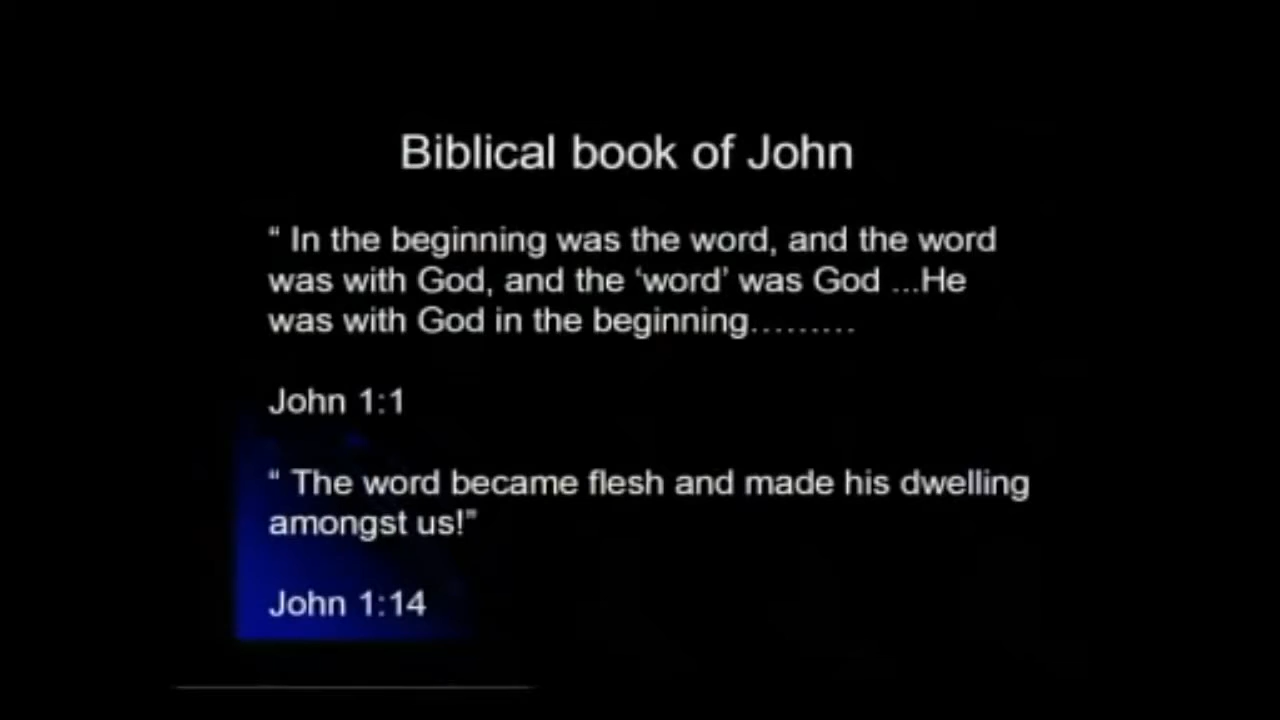 Biblical book of John
“ In the beginning was the word, and the word
was with God, and the ‘word’ was God ...He
was with God in the beginning.........
John 1:1
“ The word became flesh and made his dwelling
amongst us!”
John 1:14